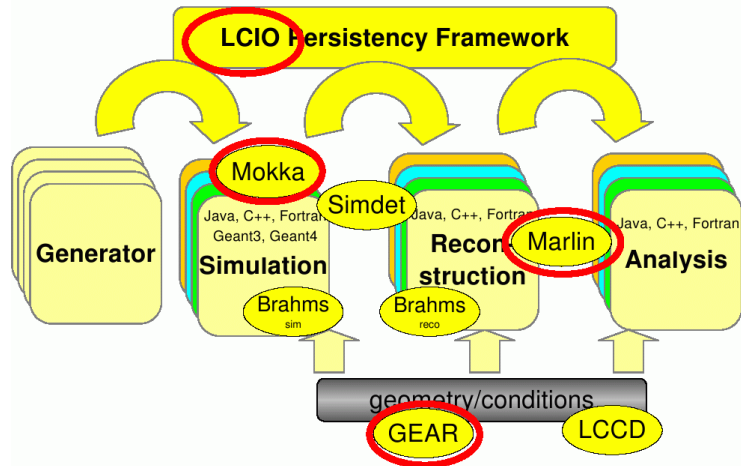 LCIO Persistency Framework
Generator
Mokka
Java, C++, Fortran
Geant3, Geant4
Simulation
Brahms
sim
Simdet
Java, C++, Fortran
Recon-
struction
Brahms
reco
Marlin
Java, C++, Fortran
Analysis
geometry/conditions
GEAR
LCCD